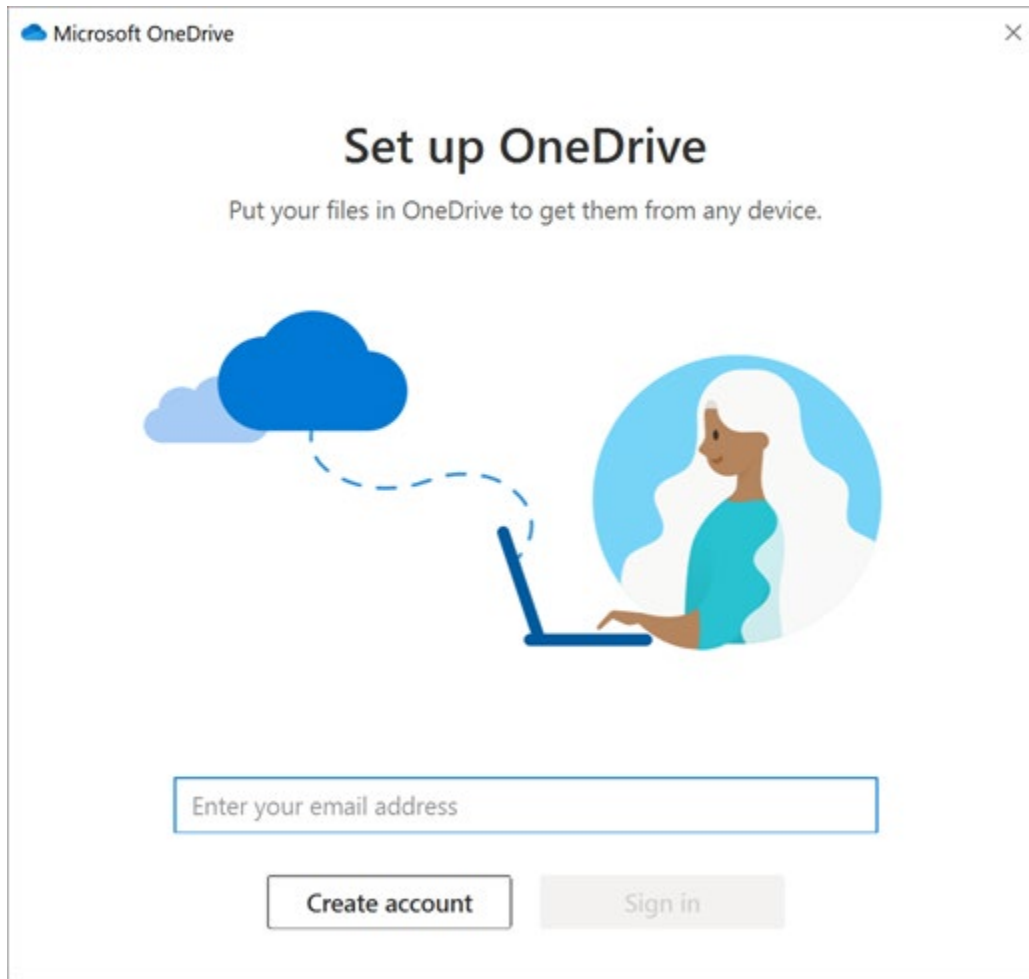 Microsoft OneDrive
Set up OneDrive
Put your files in OneDrive to get them from any device.
Enter your email address
Create account
Sign in